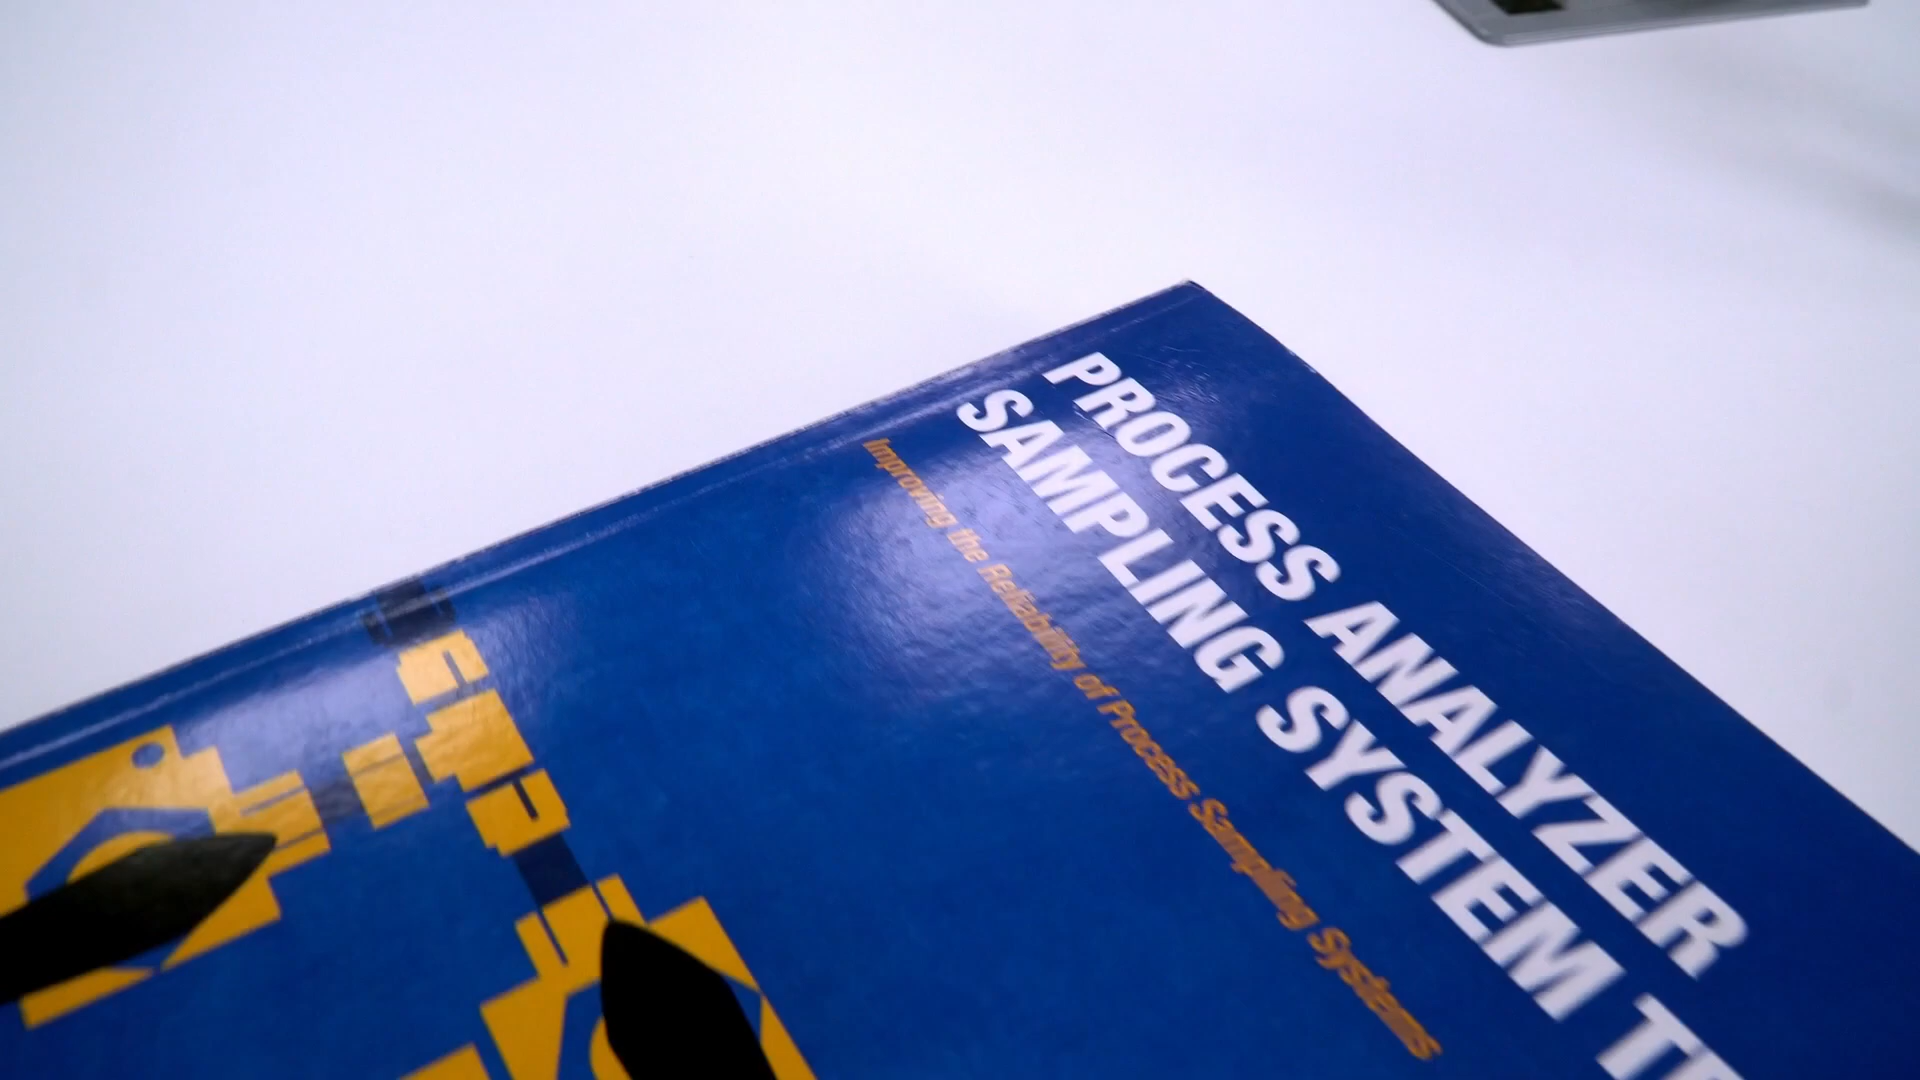 PROCESS ANALYZER
SAMPLING SYSTEM
Improving the Reliability of Process Sampling Systems